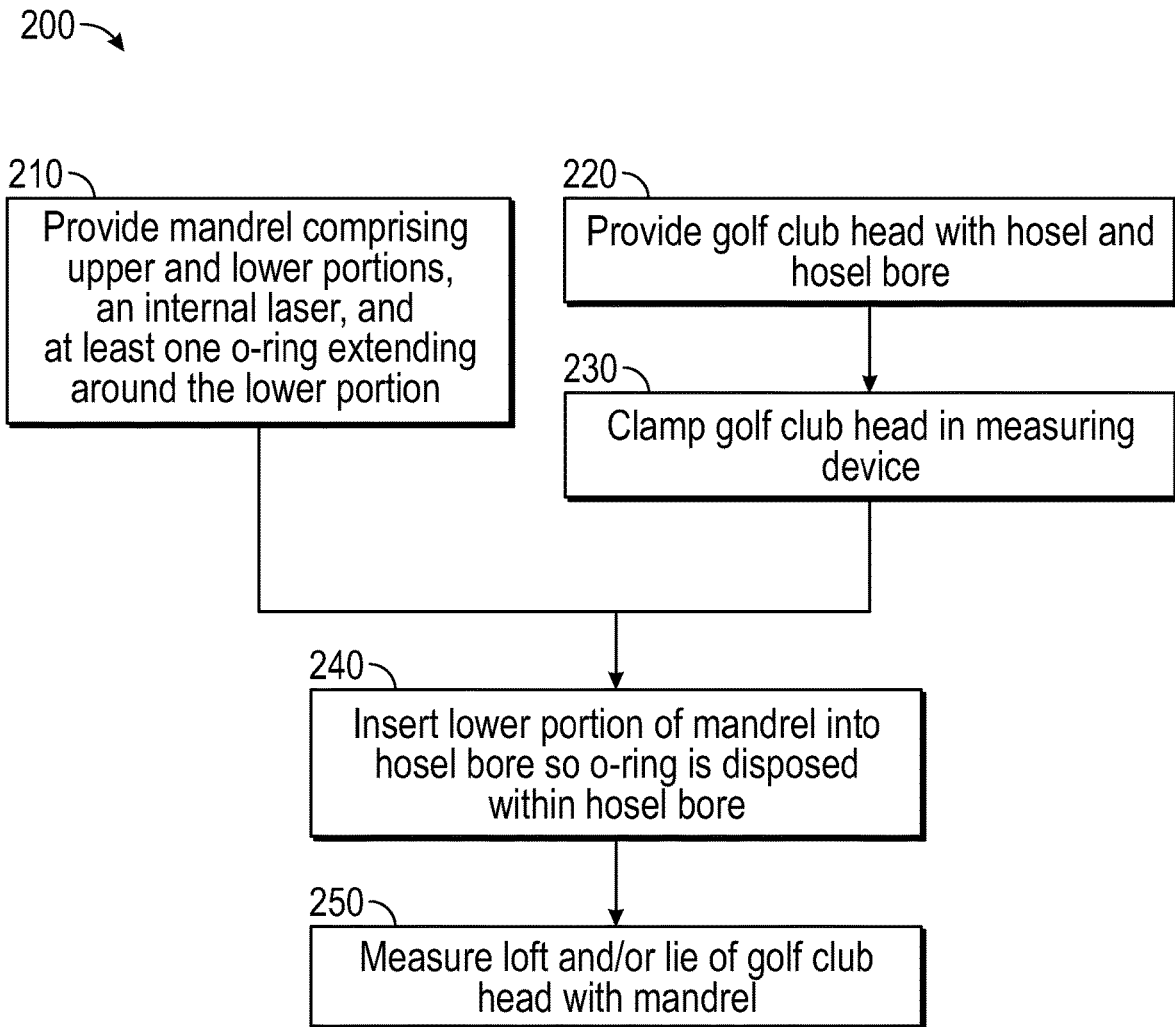 200
210
Provide mandrel comprising
upper and lower portions,
an internal laser, and
at least one o-ring extending
around the lower portion
220
Provide golf club head with hosel and
hosel bore
230
Clamp golf club head in measuring
device
240
Insert lower portion of mandrel into
hosel bore so o-ring is disposed
within hosel bore
250
Measure loft and/or lie of golf club
head with mandrel